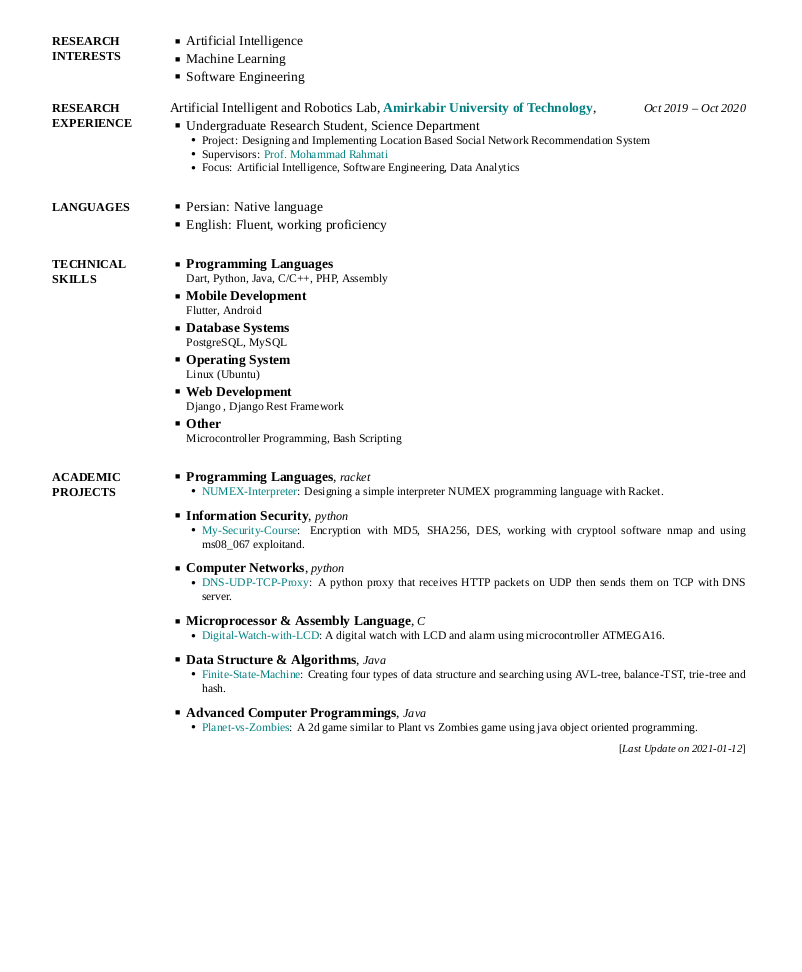 RESEARCH INTERESTS
▪ Artificial Intelligence
▪ Machine Learning
▪ Software Engineering
RESEARCH EXPERIENCE
Artificial Intelligent and Robotics Lab, Amirkabir University of Technology, Oct 2019 – Oct 2020
▪ Undergraduate Research Student, Science Department
• Project: Designing and Implementing Location Based Social Network Recommendation System
• Supervisors: Prof. Mohammad Rahmati
• Focus: Artificial Intelligence, Software Engineering, Data Analytics
LANGUAGES
▪ Persian: Native language
▪ English: Fluent, working proficiency
TECHNICAL SKILLS
▪ Programming Languages
Dart, Python, Java, C/C++, PHP, Assembly
▪ Mobile Development
Flutter, Android
▪ Database Systems
PostgreSQL, MySQL
▪ Operating System
Linux (Ubuntu)
▪ Web Development
Django , Django Rest Framework
▪ Other
Microcontroller Programming, Bash Scripting
ACADEMIC PROJECTS
▪ Programming Languages, racket
• NUMEX-Interpreter: Designing a simple interpreter NUMEX programming language with Racket.
▪ Information Security, python
• My-Security-Course: Encryption with MD5, SHA256, DES, working with cryptool software nmap and using
ms08_067 exploitand.
▪ Computer Networks, python
• DNS-UDP-TCP-Proxy: A python proxy that receives HTTP packets on UDP then sends them on TCP with DNS
server.
▪ Microprocessor & Assembly Language, C
• Digital-Watch-with-LCD: A digital watch with LCD and alarm using microcontroller ATMEGA16.
▪ Data Structure & Algorithms, Java
• Finite-State-Machine: Creating four types of data structure and searching using AVL-tree, balance-TST, trie-tree and
hash.
▪ Advanced Computer Programmings, Java
• Planet-vs-Zombies: A 2d game similar to Plant vs Zombies game using java object oriented programming.
[Last Update on 2021-01-12]